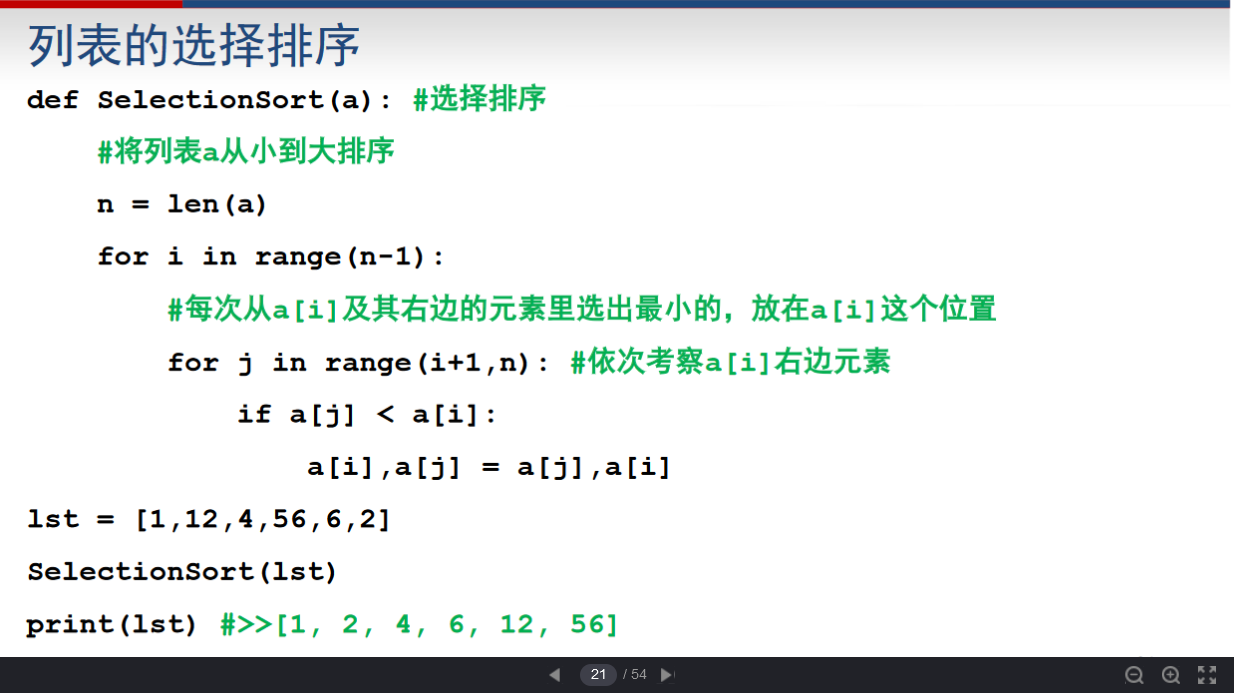 列表的选择排序
def SelectionSort(a): #选择排序
#将列表a从小到大排序
n = len(a)
for i in range(n-1):
#每次从a[i]及其右边的元素里选出最小的，放在a[i]这个位置
for j in range(i+1,n): #依次考察a[i]右边元素
if a[j] < a[i]:
a[i],a[j] = a[j],a[i]
lst = [1,12,4,56,6,2]
SelectionSort(lst)
print(lst) #>>[1, 2, 4, 6, 12, 56]
21 / 54